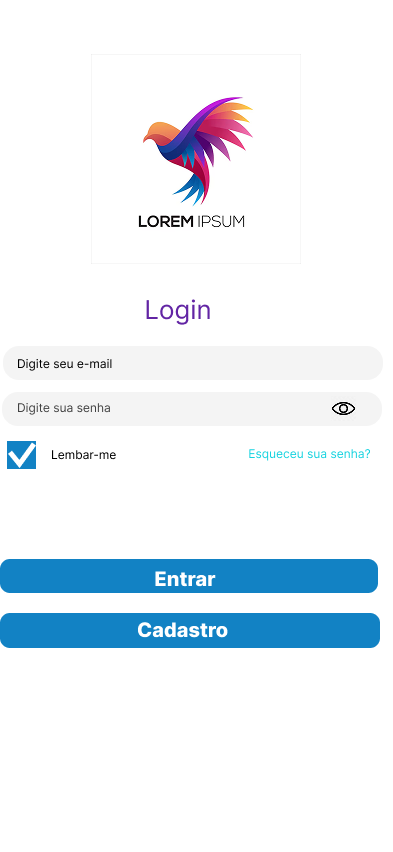 LOREM IPSUM
Login
Digite seu e-mail
Digite sua senha
Lembar-me
Esqueceu sua senha?
Entrar
Cadastro